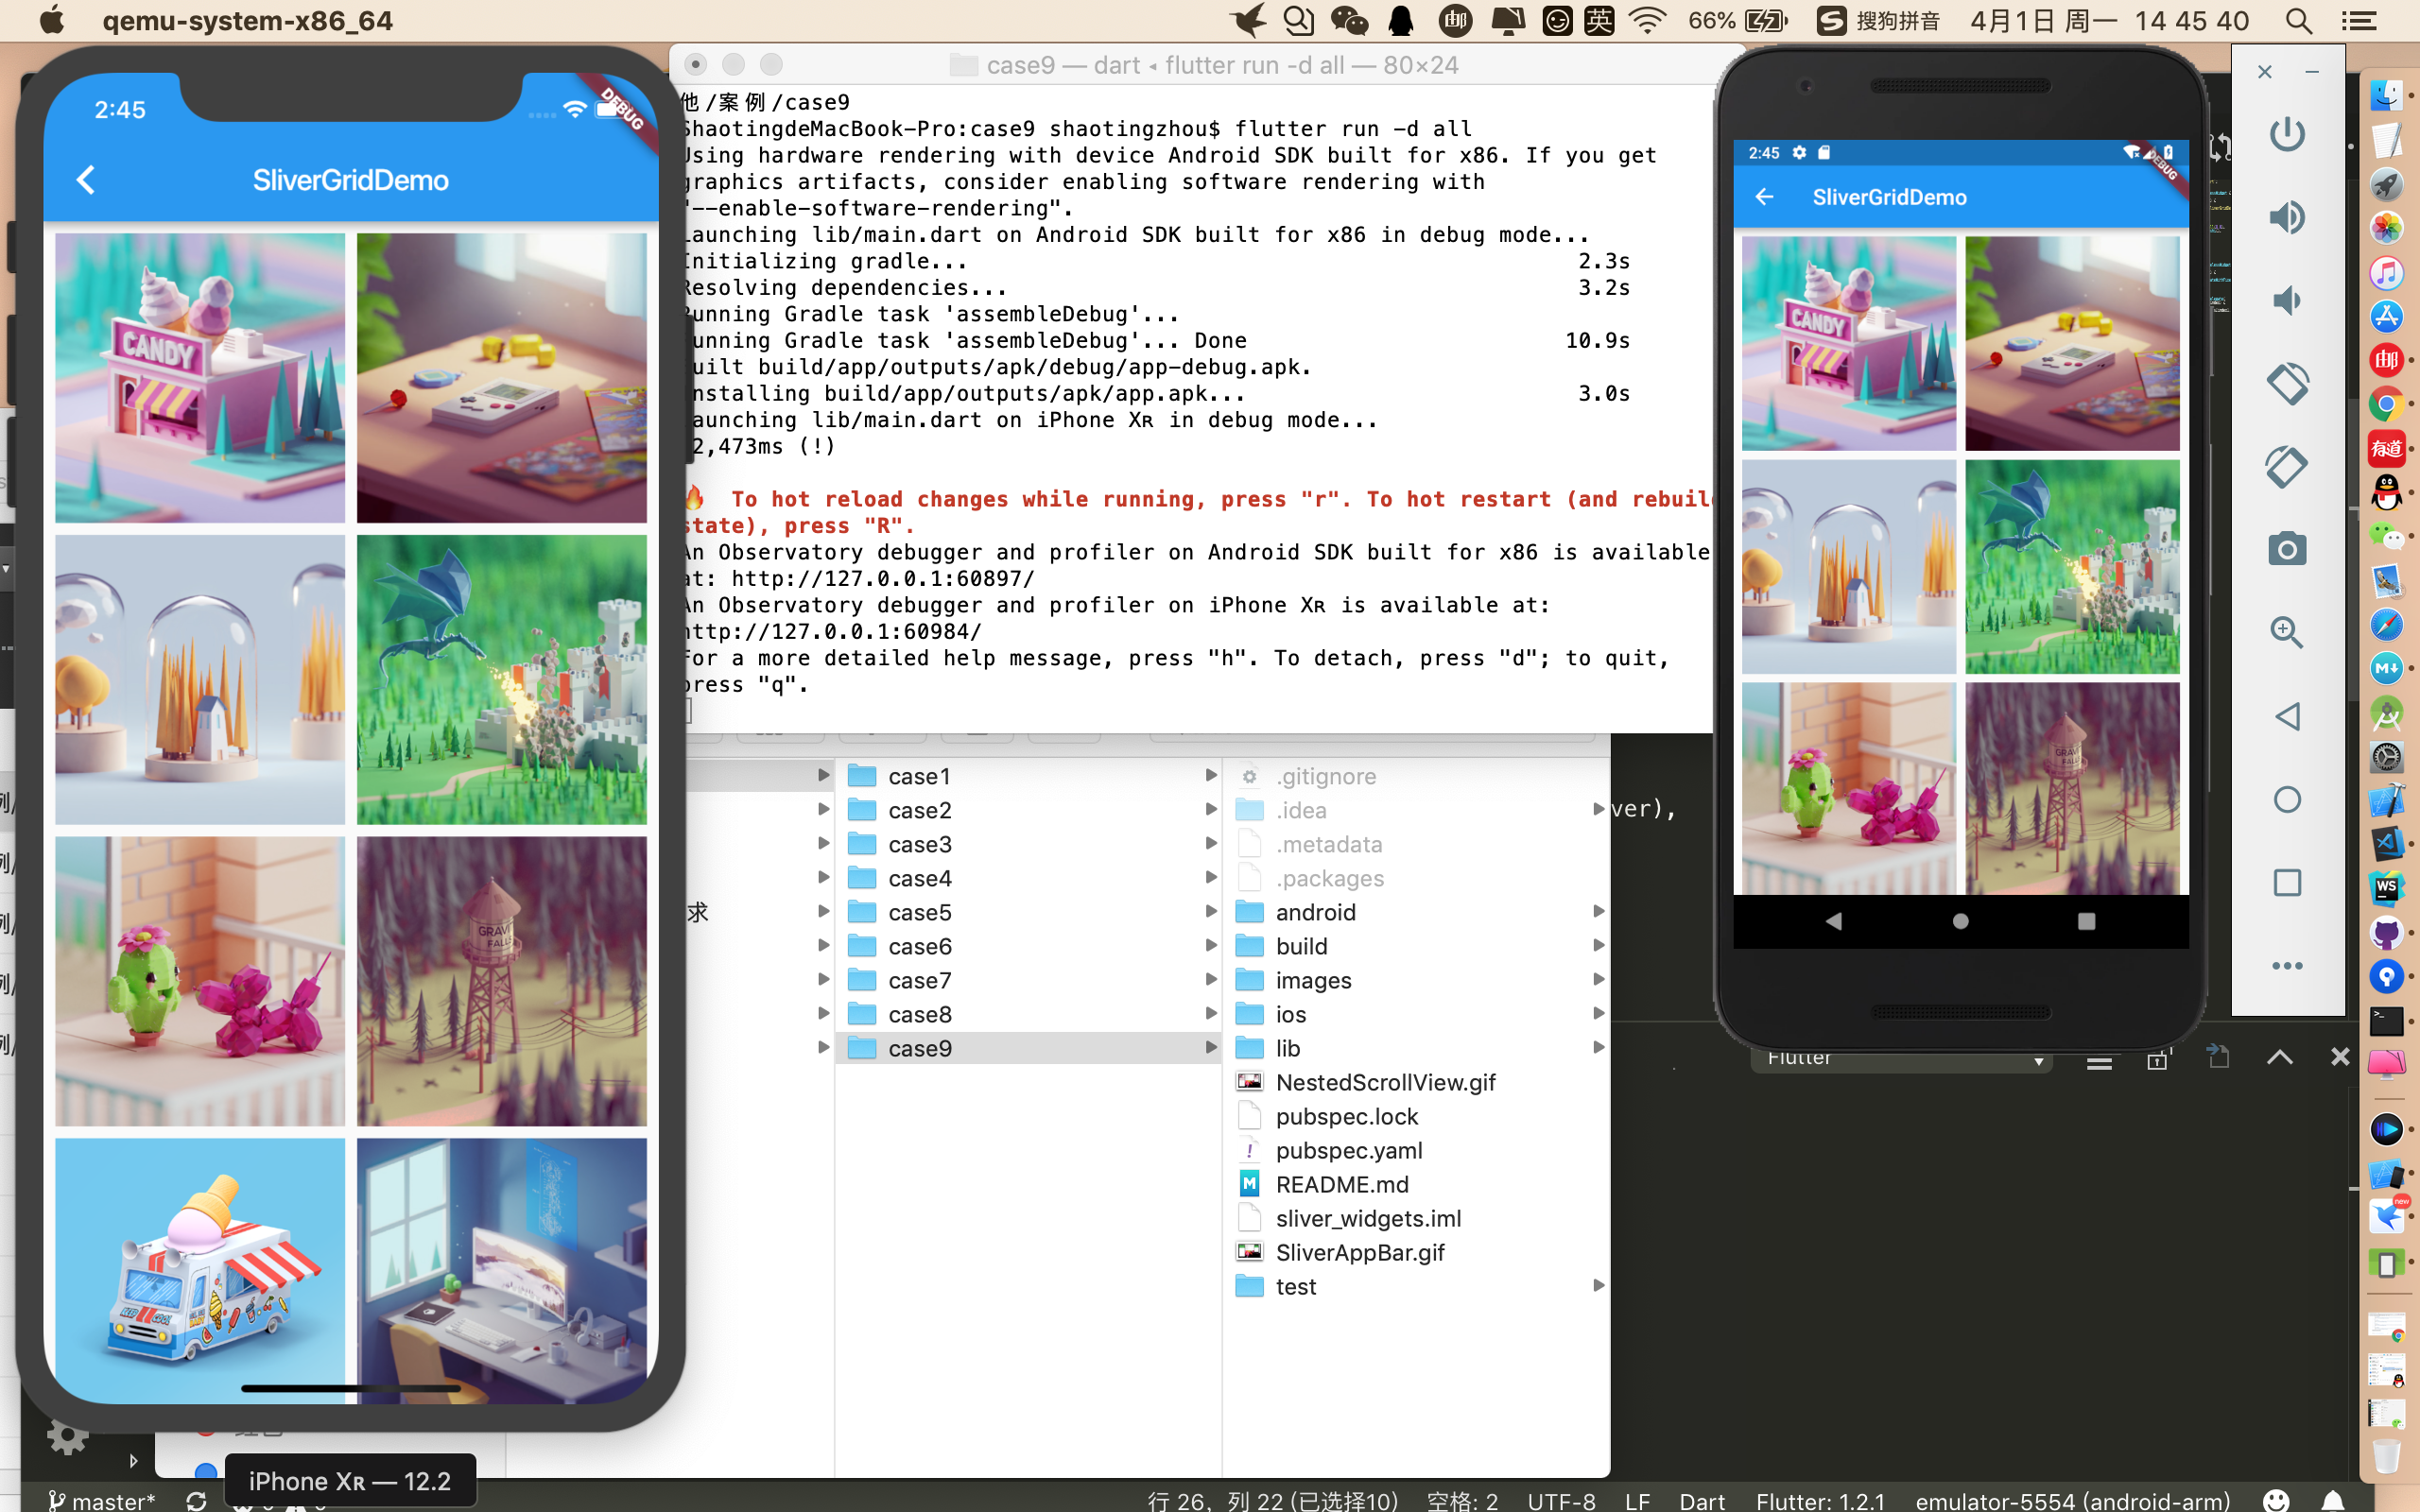 qemu-system-x86_64
英
66%
搜狗拼音
4月1日 周一 14 45 40
2:45
DEBUG
SliverGridDemo
CANDY
GRAVITY
FALLS
iPhone XR — 12.2
case9 — dart ◂ flutter run -d all — 80×24
他/案例/case9
ShaotingdeMacBook-Pro:case9 shaotingzhou$ flutter run -d all
Using hardware rendering with device Android SDK built for x86. If you get
graphics artifacts, consider enabling software rendering with
"--enable-software-rendering".
Launching lib/main.dart on Android SDK built for x86 in debug mode...
Initializing gradle... 2.3s
Resolving dependencies... 3.2s
Running Gradle task 'assembleDebug'...
Running Gradle task 'assembleDebug'... Done 10.9s
Built build/app/outputs/apk/debug/app-debug.apk.
Installing build/app/outputs/apk/app.apk... 3.0s
Launching lib/main.dart on iPhone XR in debug mode...
2,473ms (!)
🔥 To hot reload changes while running, press "r". To hot restart (and rebuild
state), press "R".
An Observatory debugger and profiler on Android SDK built for x86 is available
at: http://127.0.0.1:60897/
An Observatory debugger and profiler on iPhone XR is available at:
http://127.0.0.1:60984/
For a more detailed help message, press "h". To detach, press "d"; to quit,
press "q".
求
case1
case2
case3
case4
case5
case6
case7
case8
case9
.gitignore
.idea
.metadata
.packages
android
build
images
ios
lib
NestedScrollView.gif
pubspec.lock
pubspec.yaml
README.md
sliver_widgets.iml
SliverAppBar.gif
test
ver),
2:45
DEBUG
SliverGridDemo
CANDY
Flutter
master*
行 26, 列 22 (已选择10) 空格: 2 UTF-8 LF Dart Flutter: 1.2.1 emulator-5554 (android-arm)
邮
有道
WS
new